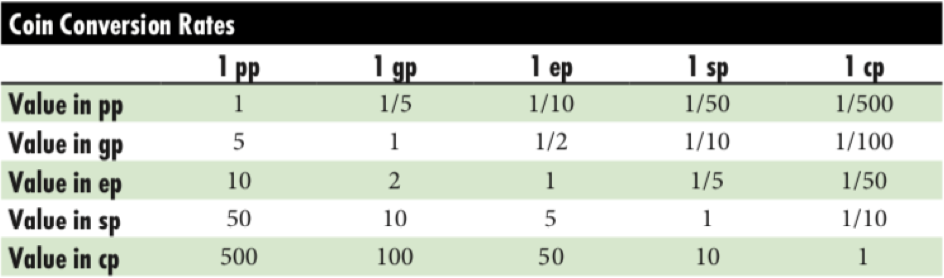 Coin Conversion Rates
1 pp 1 gp 1 ep 1 sp 1 cp
Value in pp 1 1/5 1/10 1/50 1/500
Value in gp 5 1 1/2 1/10 1/100
Value in ep 10 2 1 1/5 1/50
Value in sp 50 10 5 1 1/10
Value in cp 500 100 50 10 1